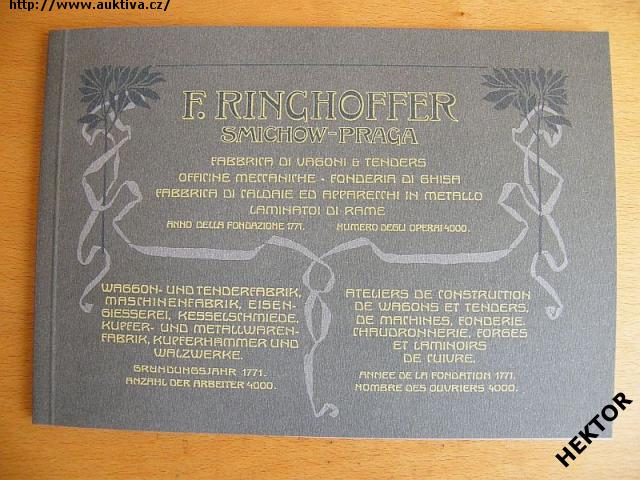 http://www.auktiva.cz/
F. RINGHOFFER
SMICHOW-PRAGA
FABBRICA DI VAGONI & TENDERS
OFFICINE MECCANICHE - FONDERIA DI GHISA
FABBRICA DI CALDAIE ED APPARECCHI IN METALLO
LAMINATOI DI RAME
ANNO DELLA FONDAZIONE 1771. NUMERO DEGLI OPERAI 4000.
WAGGON- UND TENDERFABRIK,
MASCHINENFABRIK, EISEN-
GIESSEREI, KESSELSCHMIEDE,
KUPFER- UND METALLWAREN-
FABRIK, KUPFERHAMMER UND
WALZWERKE.
GRÜNDUNGSJAHR 1771.
ANZAHL DER ARBEITER 4000.
ATELIERS DE CONSTRUCTION
DE WAGONS ET TENDERS,
DE MACHINES, FONDERIE,
CHAUDRONNERIE, FORGES
ET LAMINOIRS
DE CUIVRE.
ANNEE DE LA FONDATION 1771.
NOMBRE DES OUVRIERS 4000.
HEKTOR